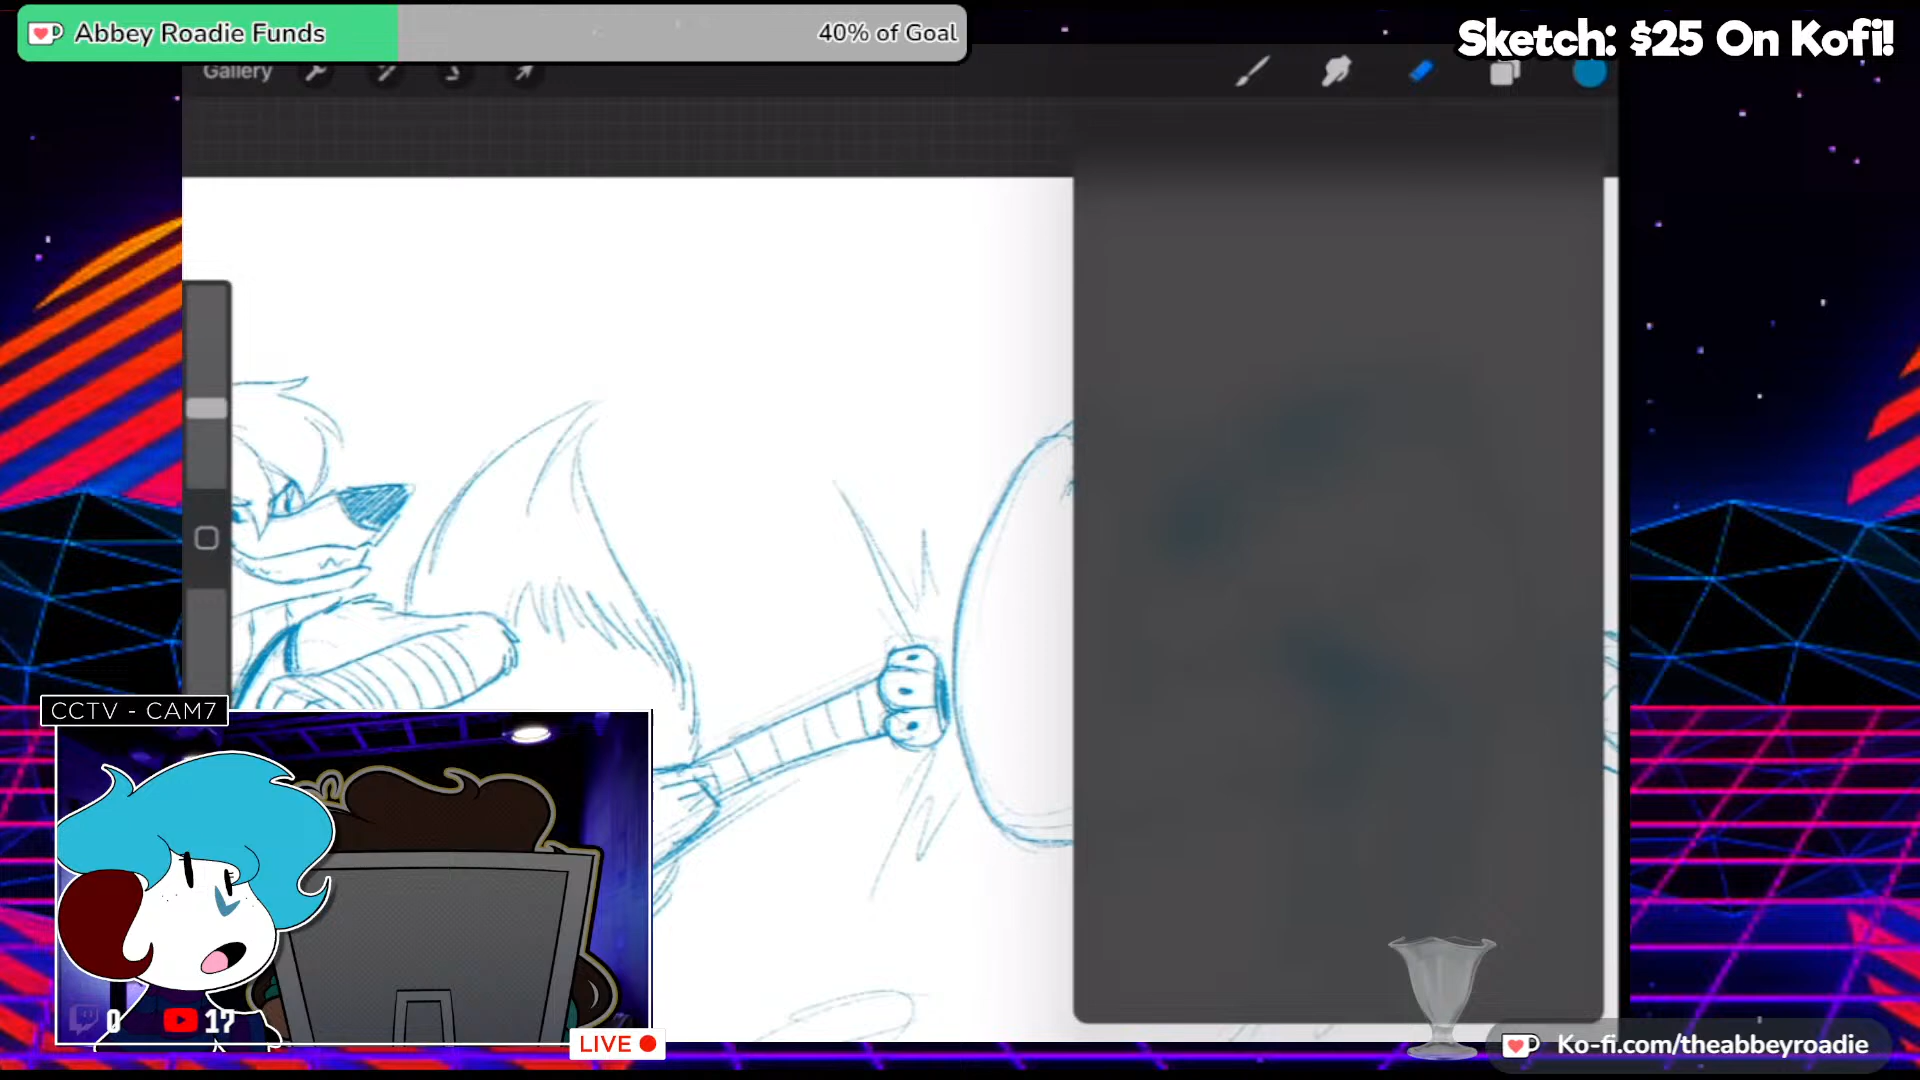 Abbey Roadie Funds
40% of Goal
Sketch: $25 On Kofi!
Gallery
CCTV - CAM7
0
17
LIVE
Ko-fi.com/theabbeyroadie